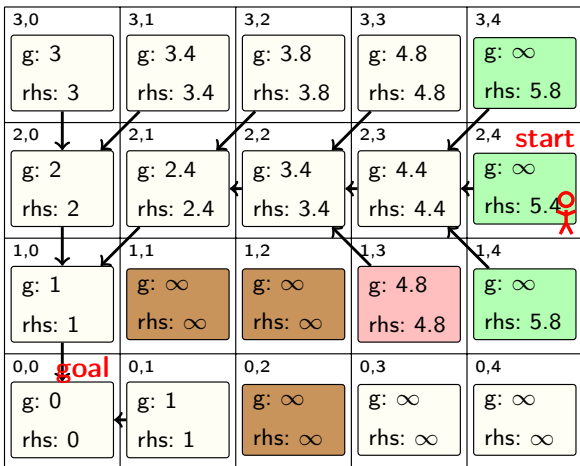 3,0 3,1 3,2 3,3 3,4
g: 3 g: 3.4 g: 3.8 g: 4.8 g: ∞
rhs: 3 rhs: 3.4 rhs: 3.8 rhs: 4.8 rhs: 5.8
2,0 2,1 2,2 2,3 2,4
start
g: 2 g: 2.4 g: 3.4 g: 4.4 g: ∞
rhs: 2 rhs: 2.4 rhs: 3.4 rhs: 4.4 rhs: 5.4
1,0 1,1 1,2 1,3 1,4
g: 1 g: ∞ g: ∞ g: 4.8 g: ∞
rhs: 1 rhs: ∞ rhs: ∞ rhs: 4.8 rhs: 5.8
0,0 0,1 0,2 0,3 0,4
goal
g: 0 g: 1 g: ∞ g: ∞ g: ∞
rhs: 0 rhs: 1 rhs: ∞ rhs: ∞ rhs: ∞